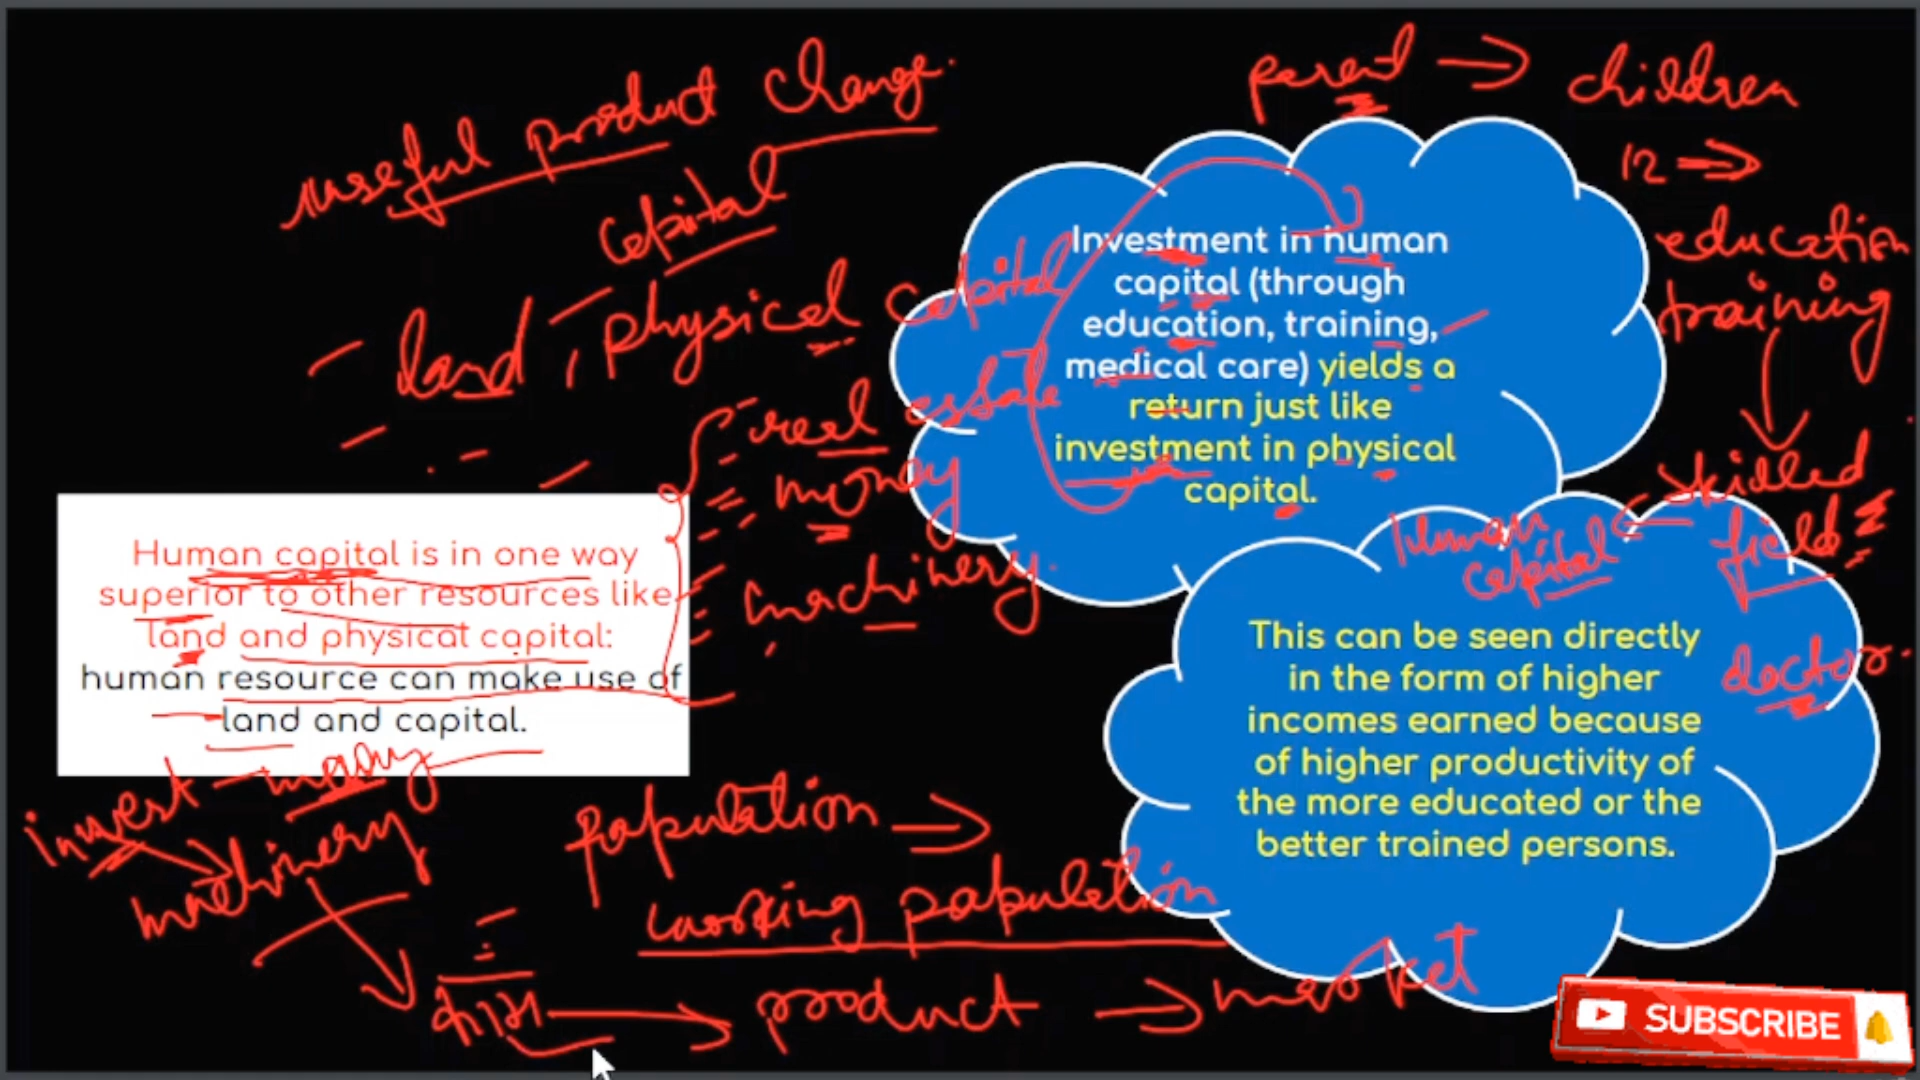 useful product change.
capital
land, physical capital
real estate
money
machinery.
Human capital is in one way
superior to other resources like
land and physical capital:
human resource can make use of
land and capital.
invest - money
machinery
population →
working population
→ product → market
parent → children
12 ⇒
education
training
skilled
field
doctor.
Human
capital
Investment in human
capital (through
education, training,
medical care) yields a
return just like
investment in physical
capital.
This can be seen directly
in the form of higher
incomes earned because
of higher productivity of
the more educated or the
better trained persons.
SUBSCRIBE